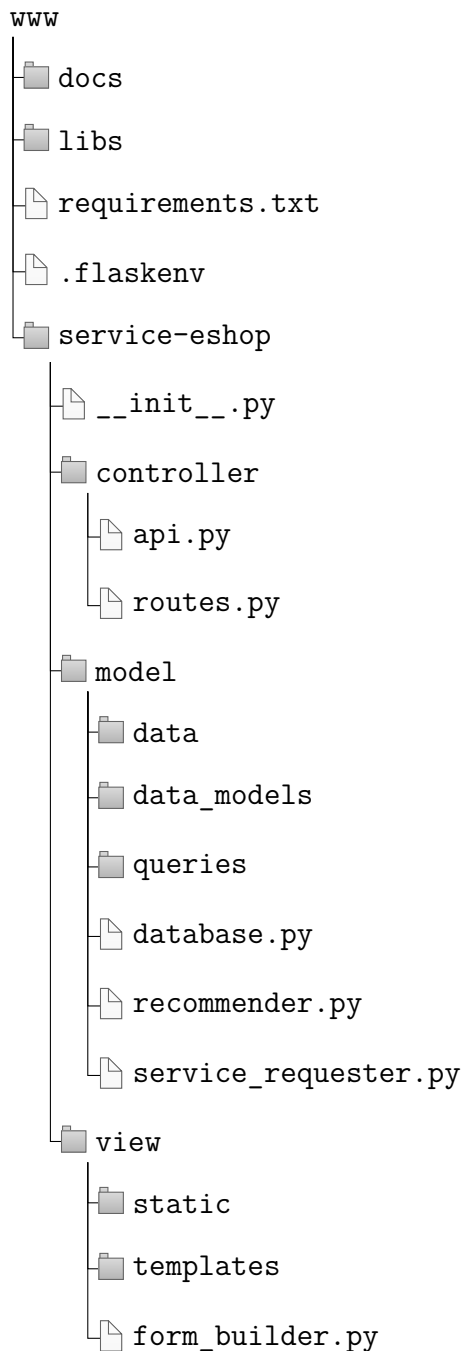 www
docs
libs
requirements.txt
.flaskenv
service-eshop
__init__.py
controller
api.py
routes.py
model
data
data_models
queries
database.py
recommender.py
service_requester.py
view
static
templates
form_builder.py